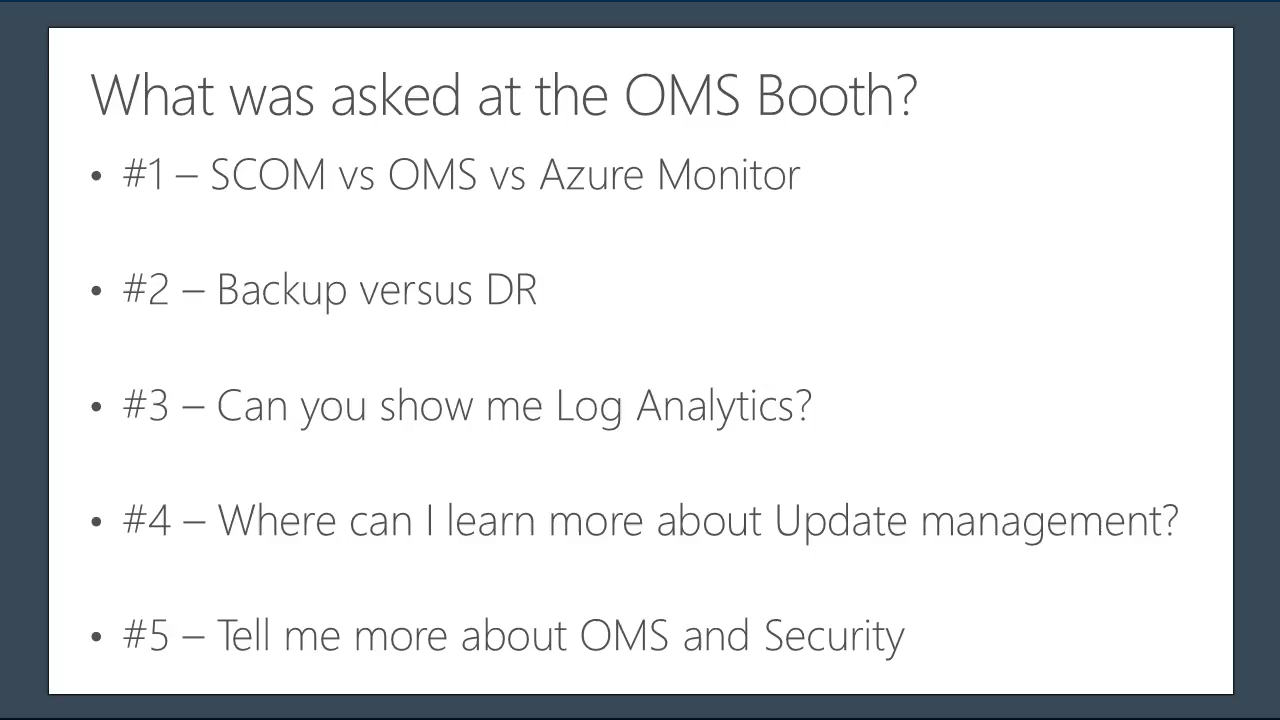 What was asked at the OMS Booth?
• #1 – SCOM vs OMS vs Azure Monitor
• #2 – Backup versus DR
• #3 – Can you show me Log Analytics?
• #4 – Where can I learn more about Update management?
• #5 – Tell me more about OMS and Security